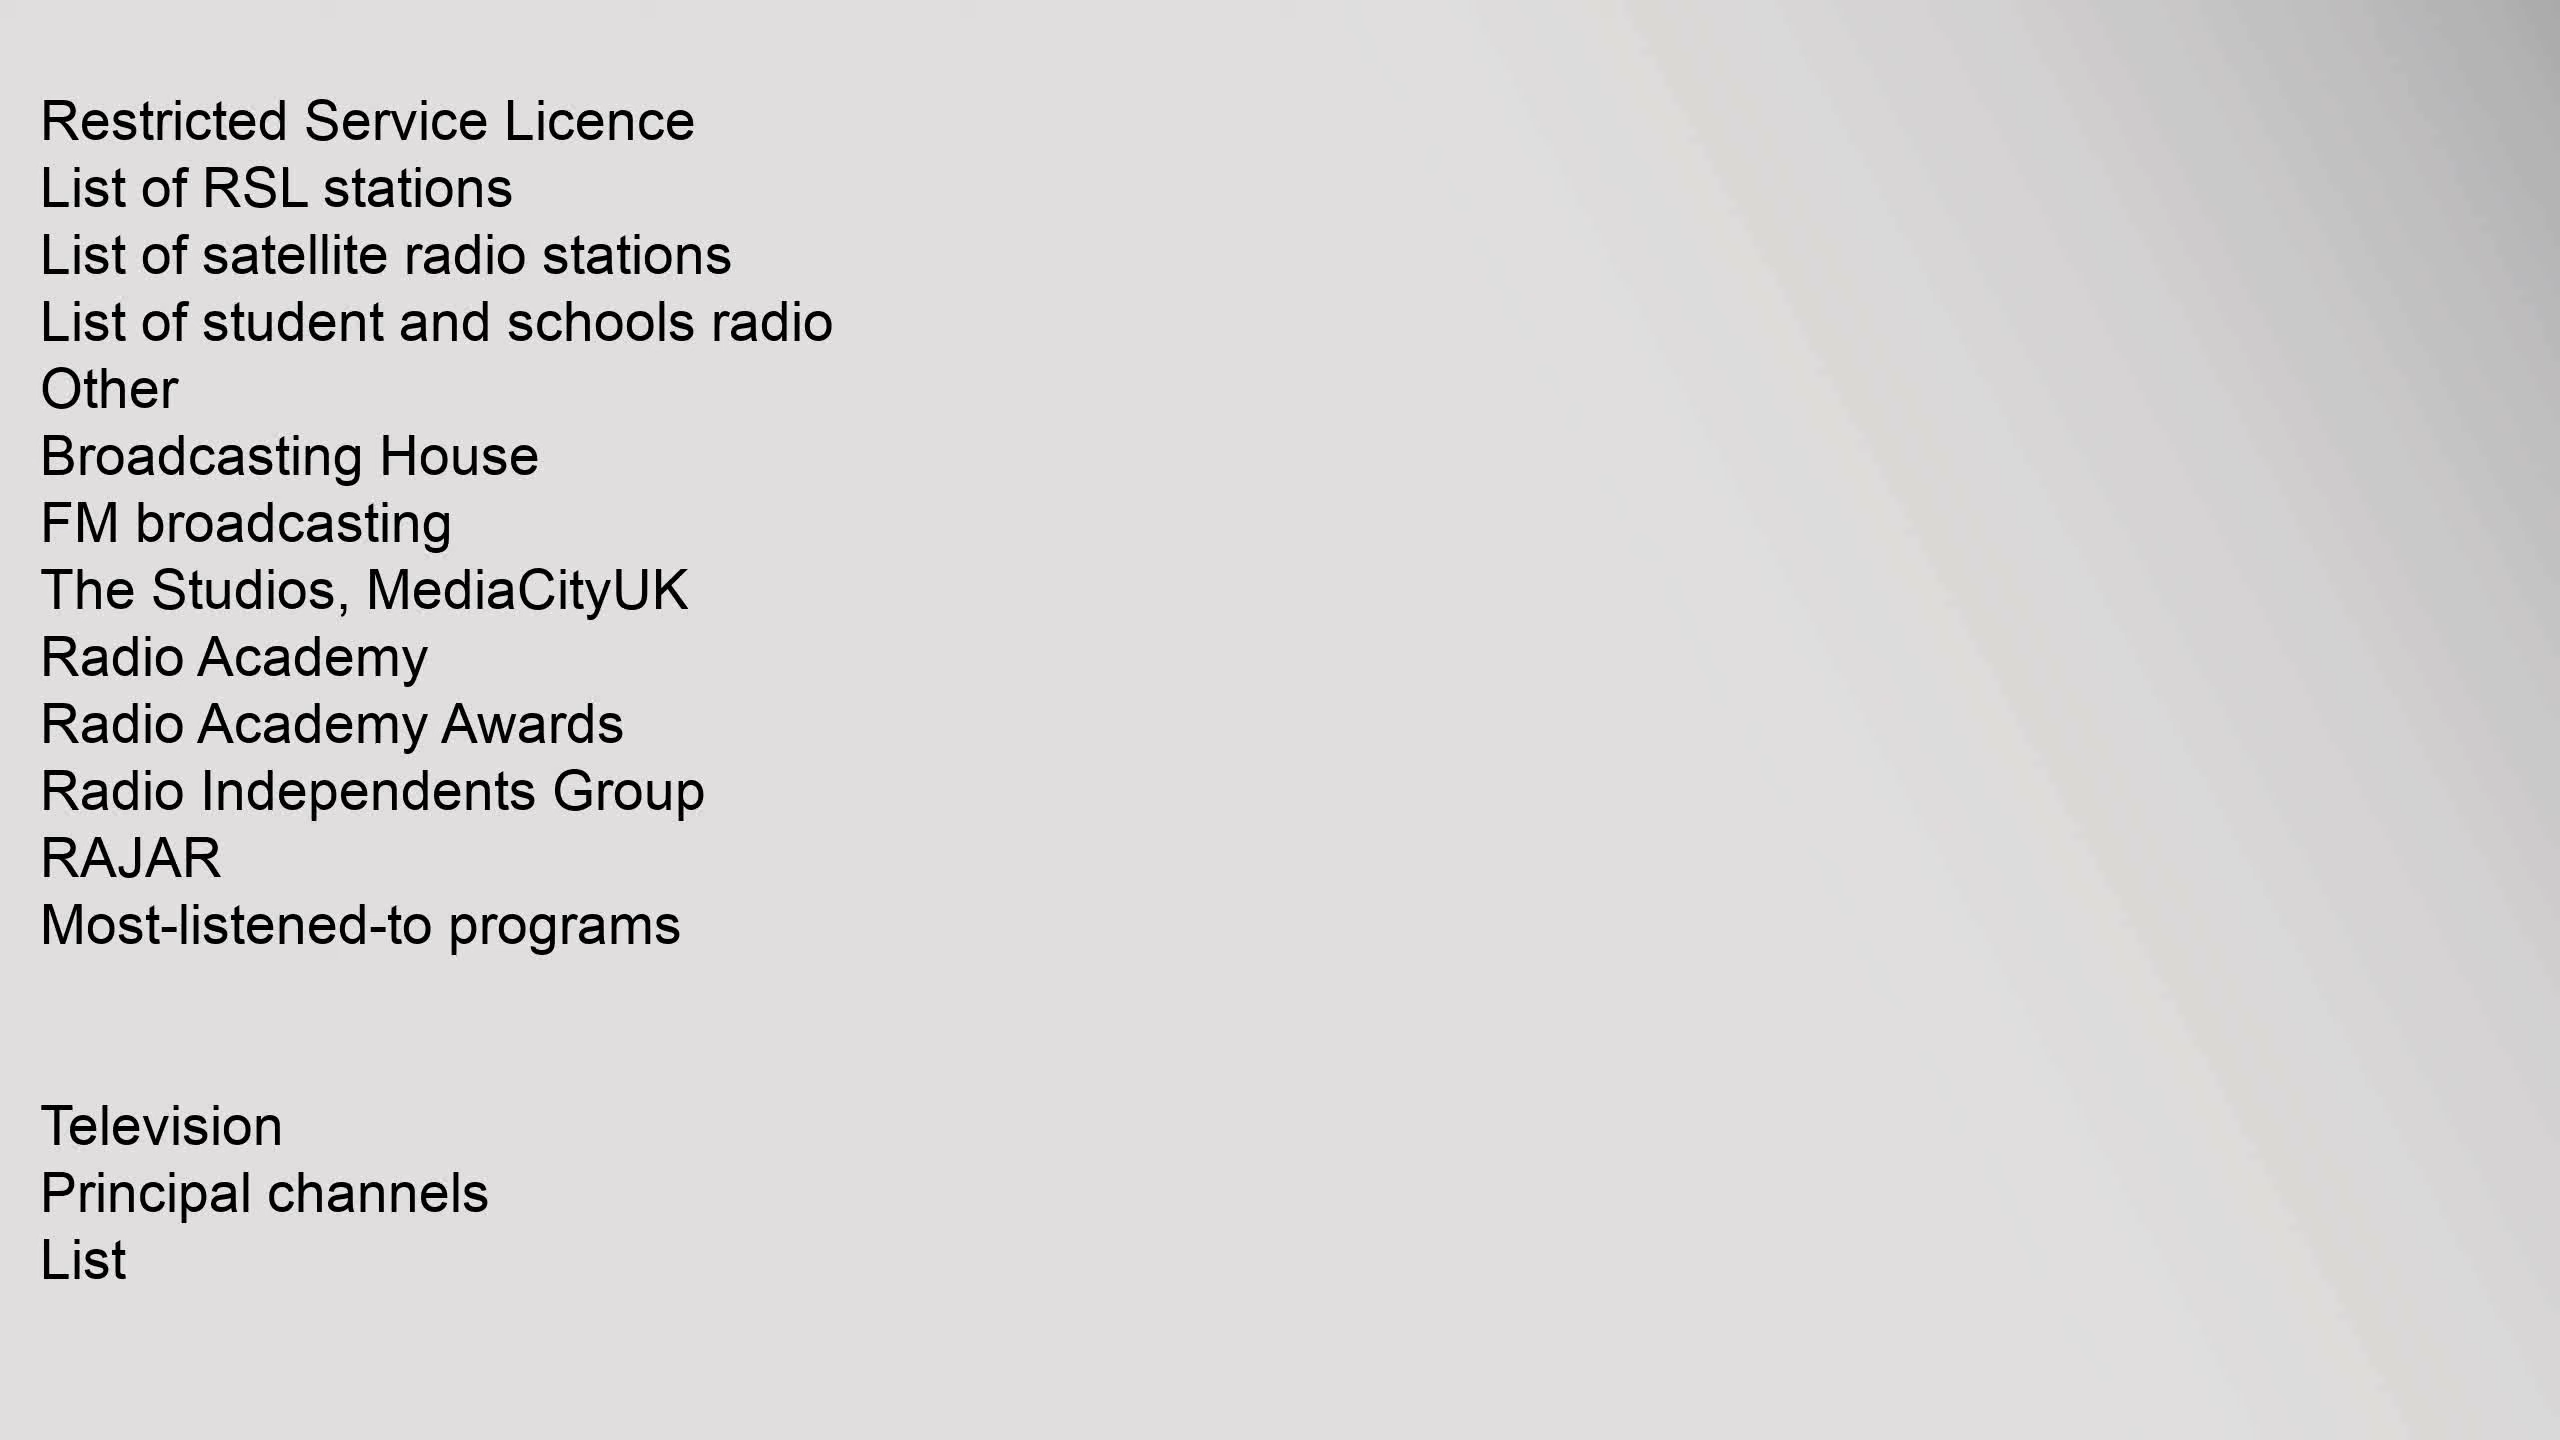 Restricted Service Licence
List of RSL stations
List of satellite radio stations
List of student and schools radio
Other
Broadcasting House
FM broadcasting
The Studios, MediaCityUK
Radio Academy
Radio Academy Awards
Radio Independents Group
RAJAR
Most-listened-to programs
Television
Principal channels
List